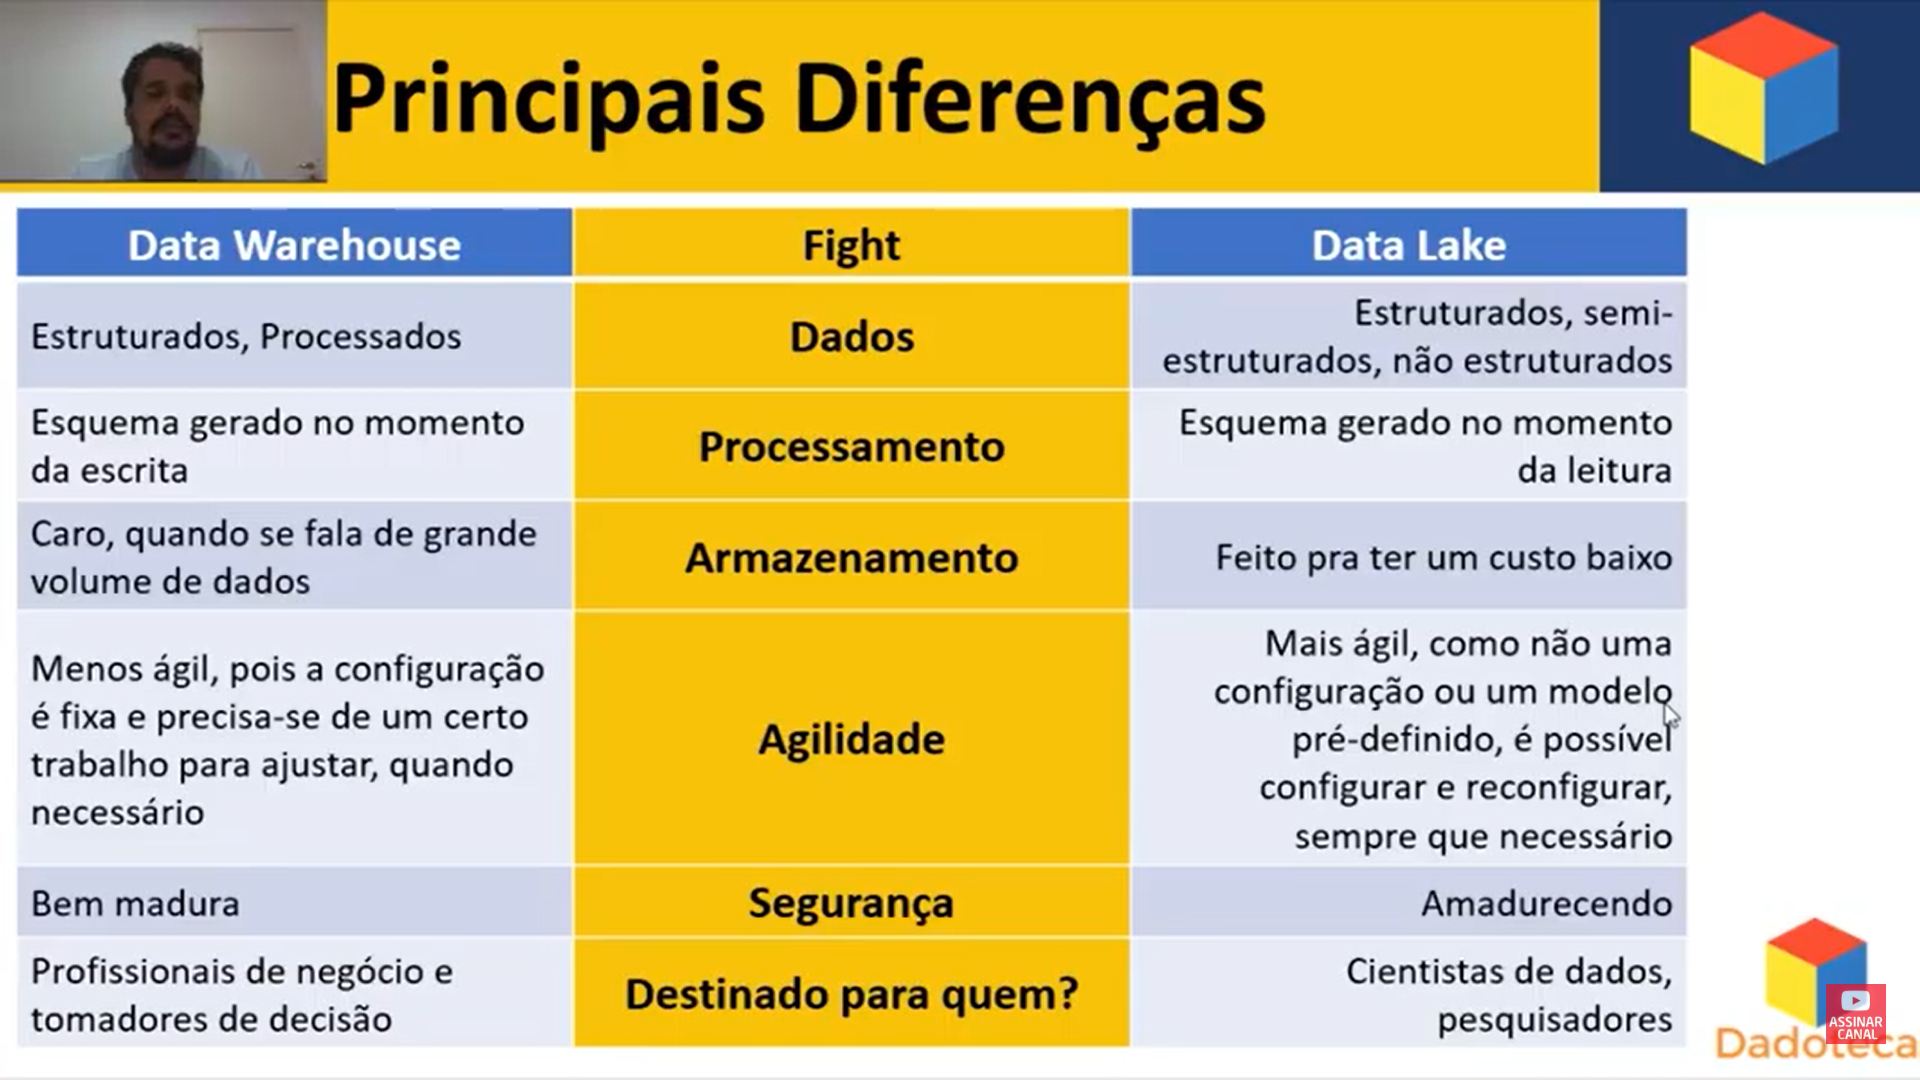 Principais Diferenças
Data Warehouse
Fight
Data Lake
Estruturados, Processados
Dados
Estruturados, semi-
estruturados, não estruturados
Esquema gerado no momento
da escrita
Processamento
Esquema gerado no momento
da leitura
Caro, quando se fala de grande
volume de dados
Armazenamento
Feito pra ter um custo baixo
Menos ágil, pois a configuração
é fixa e precisa-se de um certo
trabalho para ajustar, quando
necessário
Agilidade
Mais ágil, como não uma
configuração ou um modelo
pré-definido, é possível
configurar e reconfigurar,
sempre que necessário
Bem madura
Segurança
Amadurecendo
Profissionais de negócio e
tomadores de decisão
Destinado para quem?
Cientistas de dados,
pesquisadores
ASSINAR
CANAL
Dadoteca